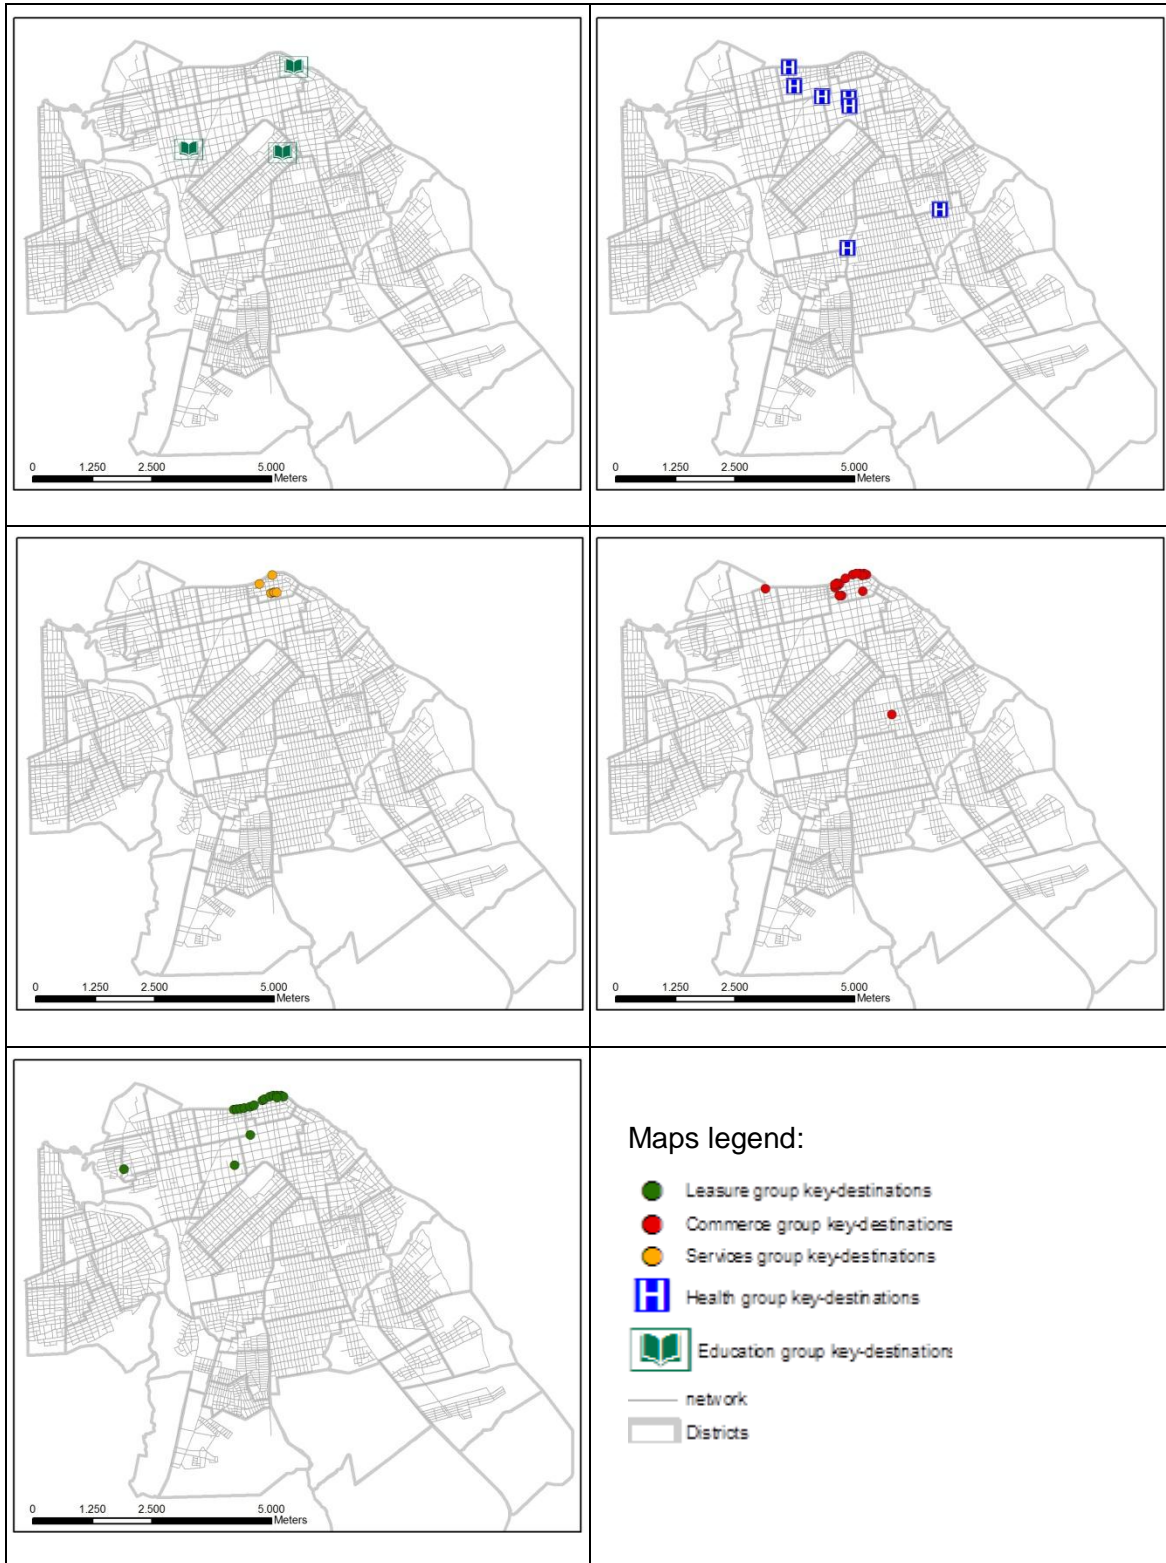 0 1.250 2.500 5.000
Meters
H
H
H
H
H
H
H
0 1.250 2.500 5.000
Meters
0 1.250 2.500 5.000
Meters
0 1.250 2.500 5.000
Meters
0 1.250 2.500 5.000
Meters
Maps legend:
Leasure group key-destinations
Commerce group key-destinations
Services group key-destinations
H Health group key-destinations
Education group key-destinations
network
Districts